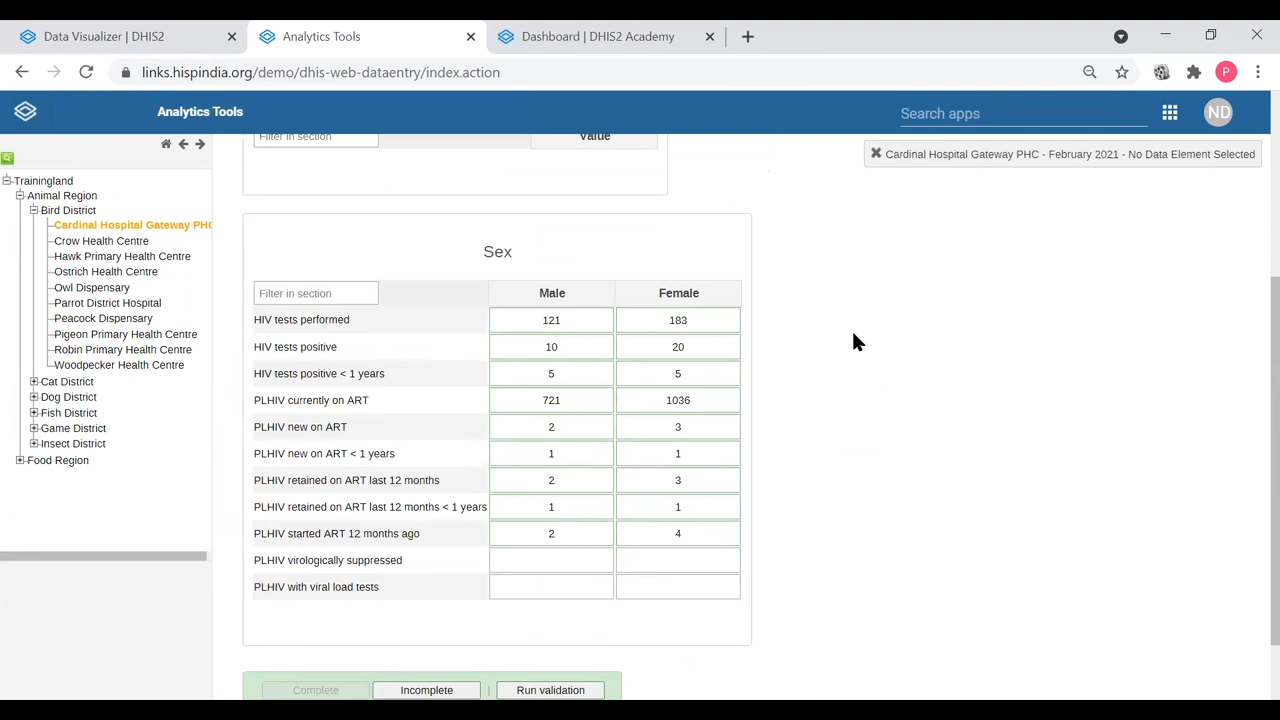 Data Visualizer | DHIS2
Analytics Tools
Dashboard | DHIS2 Academy
links.hispindia.org/demo/dhis-web-dataentry/index.action
P
Analytics Tools
Search apps
ND
Filter in section
Value
Cardinal Hospital Gateway PHC - February 2021 - No Data Element Selected
Trainingland
Animal Region
Bird District
Cardinal Hospital Gateway PHC
Crow Health Centre
Hawk Primary Health Centre
Ostrich Health Centre
Owl Dispensary
Parrot District Hospital
Peacock Dispensary
Pigeon Primary Health Centre
Robin Primary Health Centre
Woodpecker Health Centre
Cat District
Dog District
Fish District
Game District
Insect District
Food Region
Sex
Filter in section Male Female
HIV tests performed 121 183
HIV tests positive 10 20
HIV tests positive < 1 years 5 5
PLHIV currently on ART 721 1036
PLHIV new on ART 2 3
PLHIV new on ART < 1 years 1 1
PLHIV retained on ART last 12 months 2 3
PLHIV retained on ART last 12 months < 1 years 1 1
PLHIV started ART 12 months ago 2 4
PLHIV virologically suppressed
PLHIV with viral load tests
Complete Incomplete | Run validation